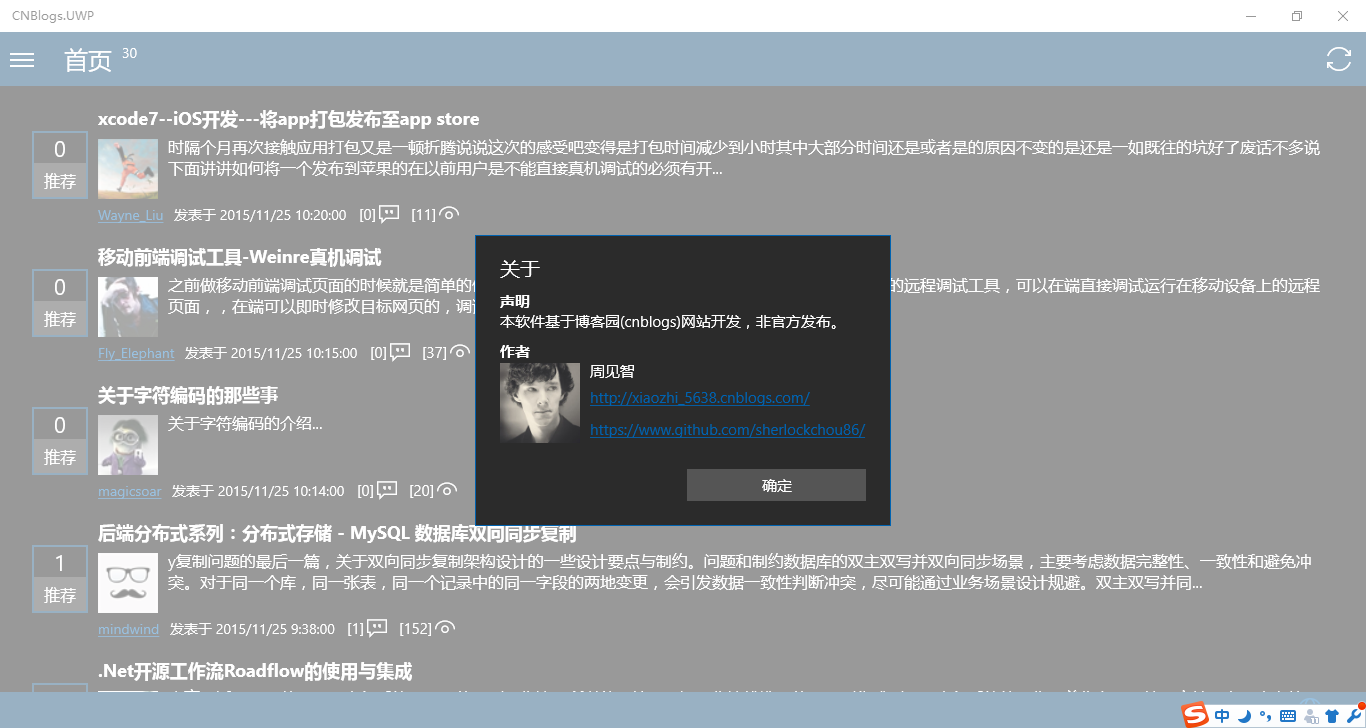 CNBlogs.UWP
首页 30
xcode7--iOS开发---将app打包发布至app store
0
推荐
时隔个月再次接触应用打包又是一顿折腾说说这次的感受吧变得是打包时间减少到小时其中大部分时间还是或者是的原因不变的是还是一如既往的坑好了废话不多说
下面讲讲如何将一个发布到苹果的在以前用户是不能直接真机调试的必须有开...
Wayne_Liu 发表于 2015/11/25 10:20:00 [0] [11]
移动前端调试工具-Weinre真机调试
0
推荐
之前做移动前端调试页面的时候就是简单的 的远程调试工具，可以在端直接调试运行在移动设备上的远程
页面，，在端可以即时修改目标网页的，调
Fly_Elephant 发表于 2015/11/25 10:15:00 [0] [37]
关于字符编码的那些事
0
推荐
关于字符编码的介绍...
magicsoar 发表于 2015/11/25 10:14:00 [0] [20]
后端分布式系列：分布式存储－MySQL 数据库双向同步复制
1
推荐
y复制问题的最后一篇，关于双向同步复制架构设计的一些设计要点与制约。问题和制约数据库的双主双写并双向同步场景，主要考虑数据完整性、一致性和避免冲
突。对于同一个库，同一张表，同一个记录中的同一字段的两地变更，会引发数据一致性判断冲突，尽可能通过业务场景设计规避。双主双写并同...
mindwind 发表于 2015/11/25 9:38:00 [1] [152]
.Net开源工作流Roadflow的使用与集成
关于
声明
本软件基于博客园(cnblogs)网站开发，非官方发布。
作者
周见智
http://xiaozhi_5638.cnblogs.com/
https://www.github.com/sherlockchou86/
确定
S 中